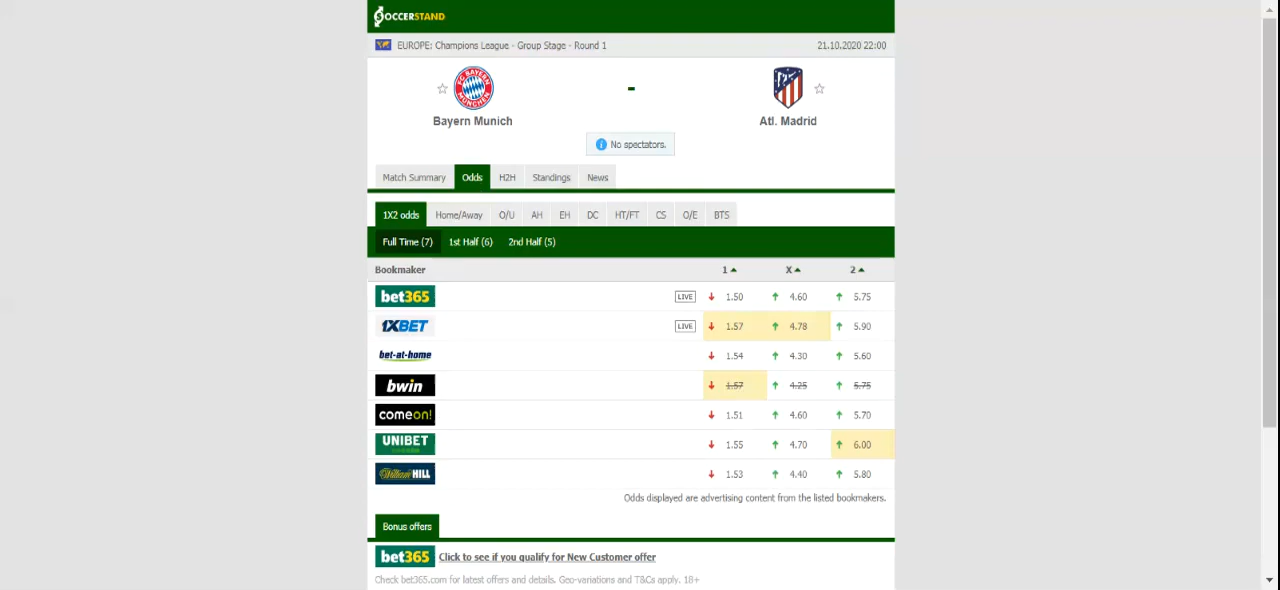 SOCCERSTAND
EUROPE: Champions League - Group Stage - Round 1 21.10.2020 22:00
-
Bayern Munich Atl. Madrid
No spectators.
Match Summary Odds H2H Standings News
1X2 odds Home/Away O/U AH EH DC HT/FT CS O/E BTS
Full Time (7) 1st Half (6) 2nd Half (5)
Bookmaker 1 X 2
bet365 LIVE 1.50 4.60 5.75
1XBET LIVE 1.57 4.78 5.90
bet-at-home 1.54 4.30 5.60
bwin 1.57 4.25 5.75
comeon! 1.51 4.60 5.70
UNIBET 1.55 4.70 6.00
William HILL 1.53 4.40 5.80
Odds displayed are advertising content from the listed bookmakers.
Bonus offers
bet365 Click to see if you qualify for New Customer offer
Check bet365.com for latest offers and details. Geo-variations and T&Cs apply. 18+